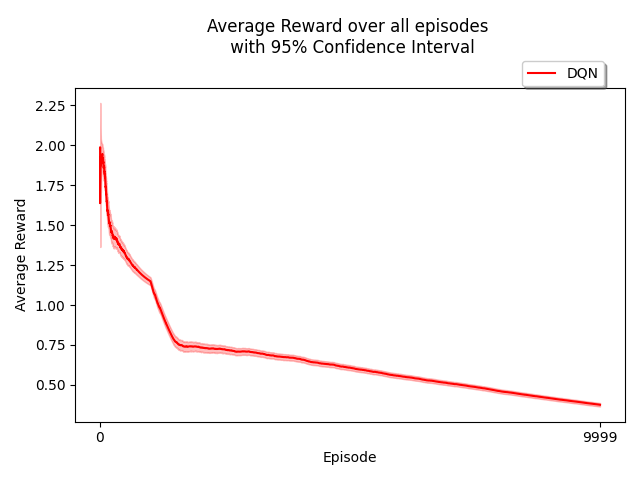 Average Reward over all episodes
with 95% Confidence Interval
DQN
2.25
2.00
1.75
1.50
1.25
1.00
0.75
0.50
Average Reward
0
9999
Episode